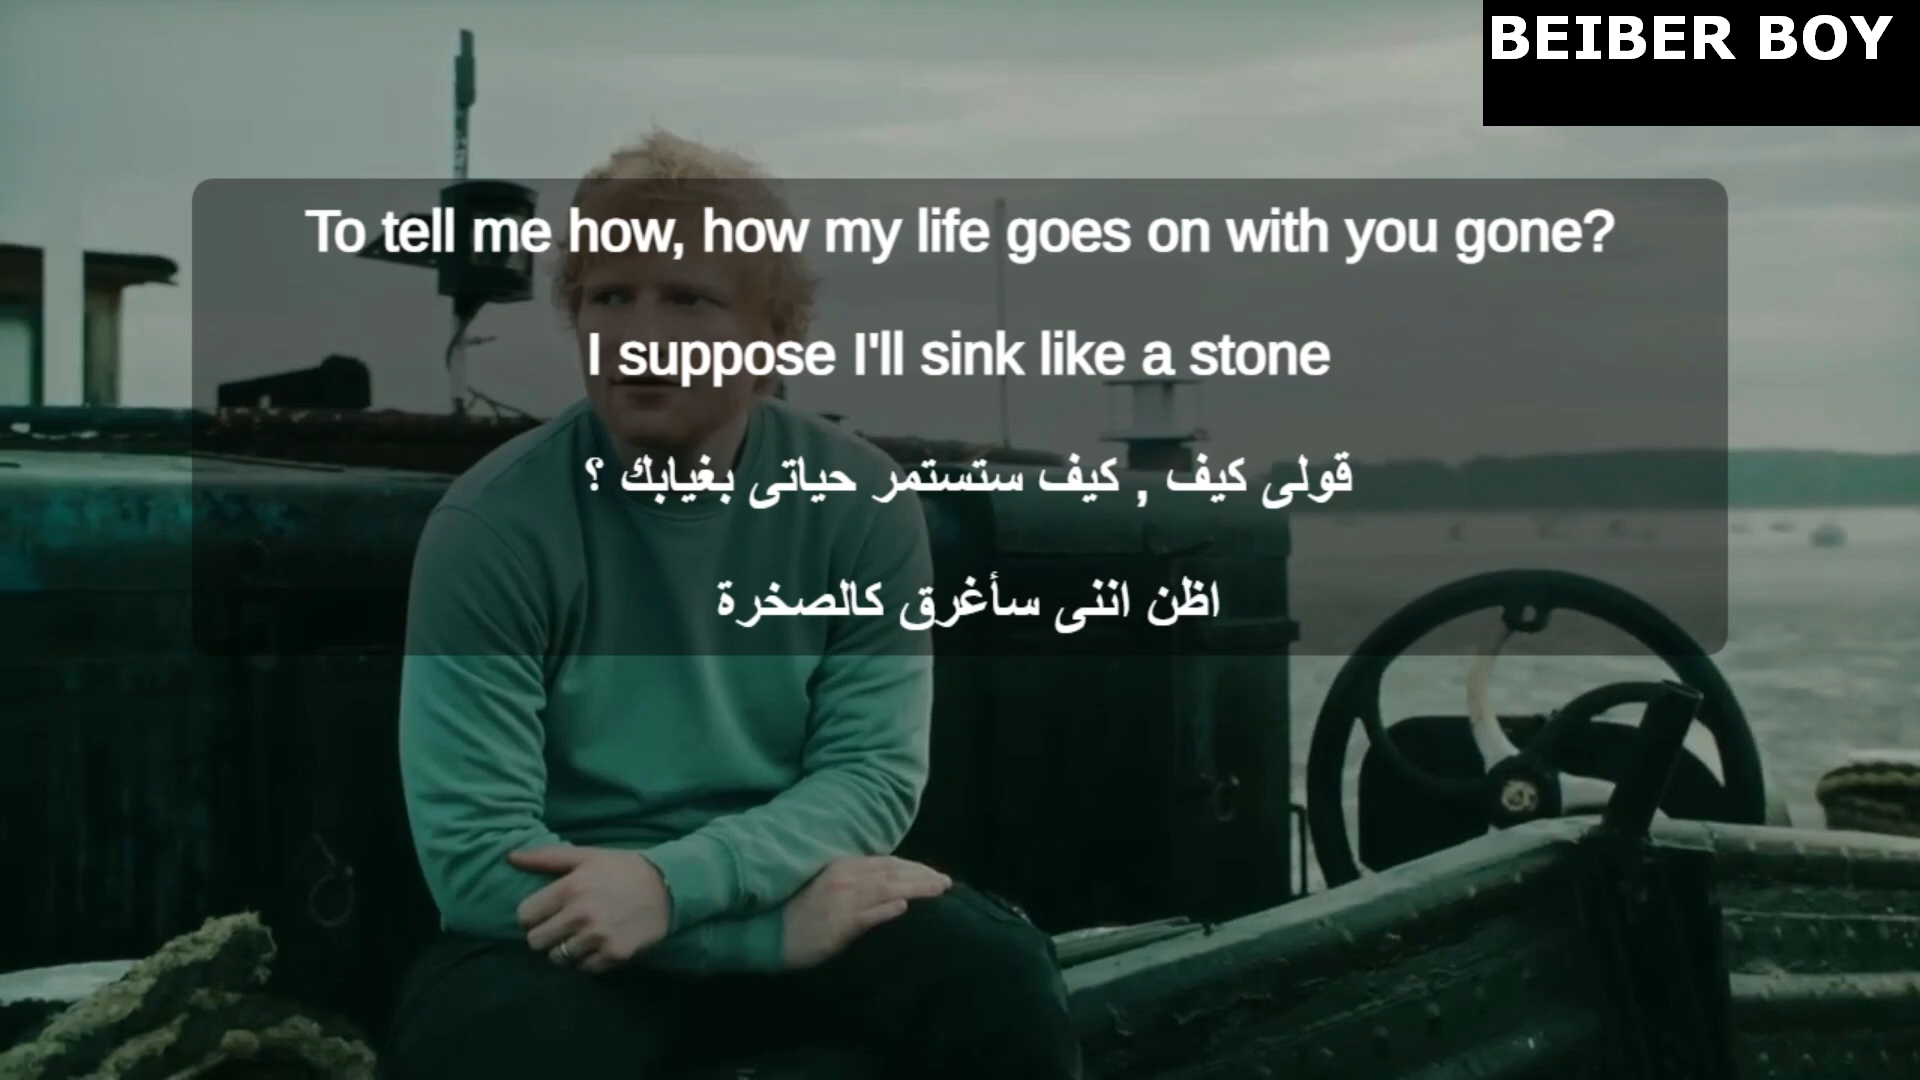 BEIBER BOY
To tell me how, how my life goes on with you gone?
I suppose I'll sink like a stone
قولى كيف , كيف ستستمر حياتى بغيابك ؟
اظن اننى سأغرق كالصخرة